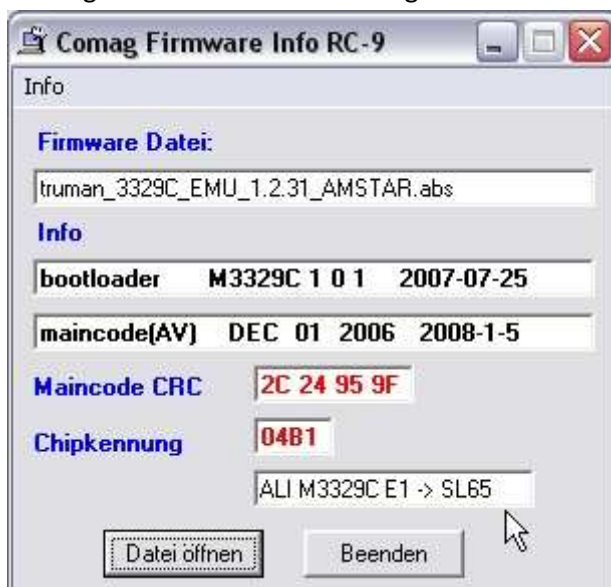 Comag Firmware Info RC-9
Info
Firmware Datei:
truman_3329C_EMU_1.2.31_AMSTAR.abs
Info
bootloader M3329C 1 0 1 2007-07-25
maincode(AV) DEC 01 2006 2008-1-5
Maincode CRC 2C 24 95 9F
Chipkennung 04B1
ALI M3329C E1 -> SL65
Datei öffnen Beenden